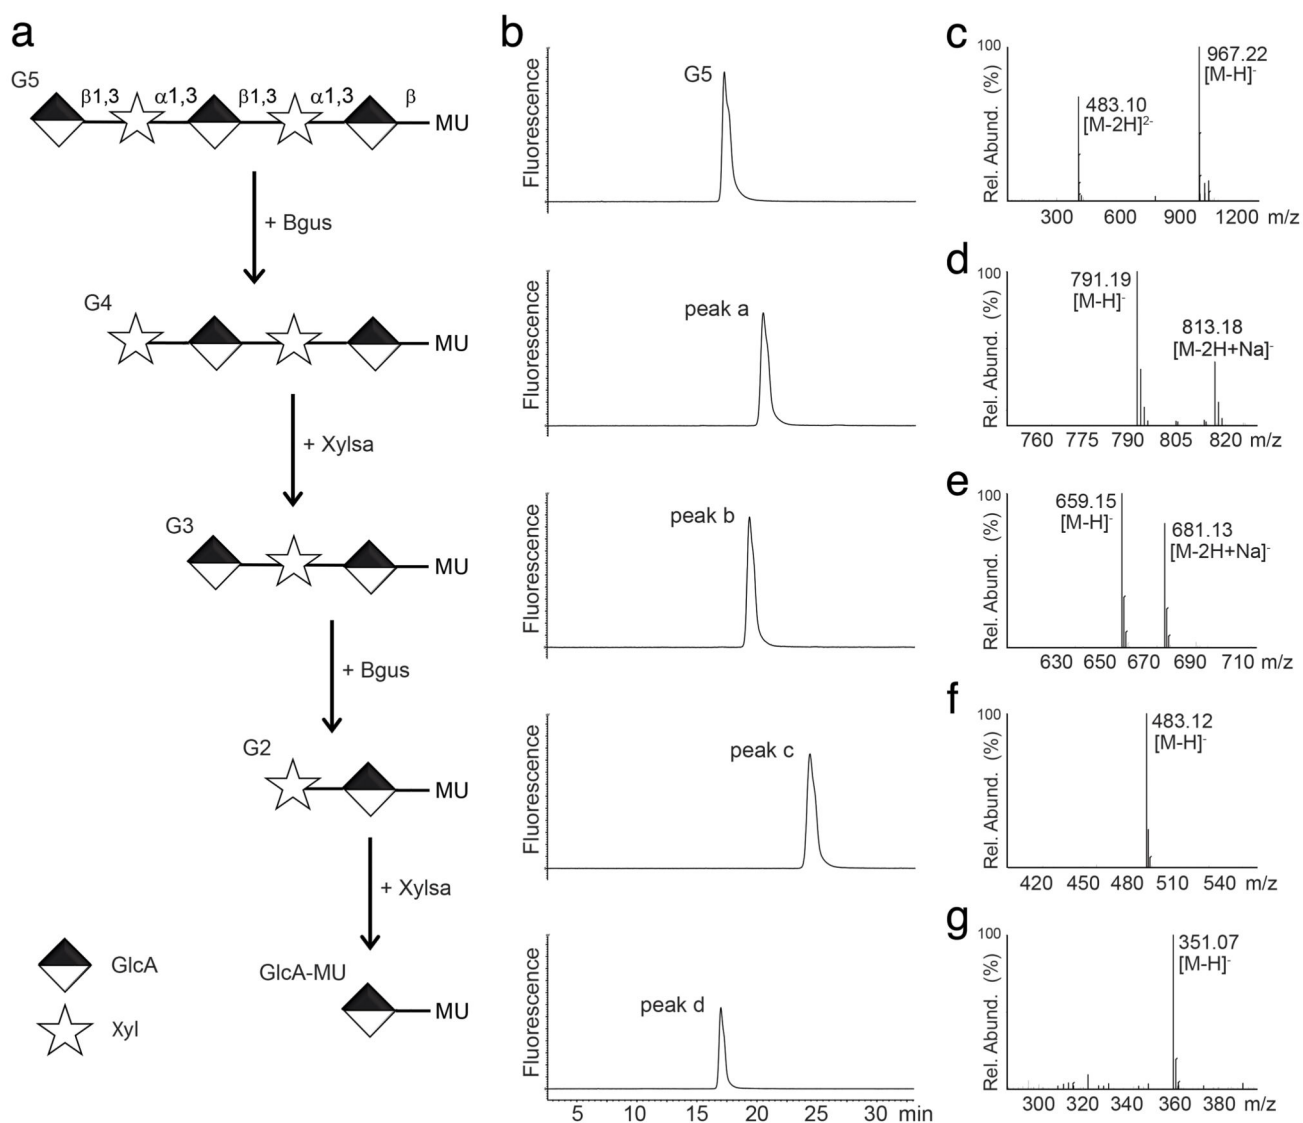 a
G5
β1,3 α1,3 β1,3 α1,3 β
MU
+ Bgus
G4
MU
+ Xylsa
G3
MU
+ Bgus
G2
MU
+ Xylsa
GlcA-MU
MU
GlcA
Xyl
b
Fluorescence
G5
Fluorescence
peak a
Fluorescence
peak b
Fluorescence
peak c
Fluorescence
peak d
5 10 15 20 25 30 min
c
Rel. Abund. (%)
100
967.22
[M-H]-
483.10
[M-2H]2-
300 600 900 1200 m/z
d
Rel. Abund. (%)
100
791.19
[M-H]-
813.18
[M-2H+Na]-
760 775 790 805 820 m/z
e
Rel. Abund. (%)
100
659.15
[M-H]-
681.13
[M-2H+Na]-
630 650 670 690 710 m/z
f
Rel. Abund. (%)
100
483.12
[M-H]-
420 450 480 510 540 m/z
g
Rel. Abund. (%)
100
351.07
[M-H]-
300 320 340 360 380 m/z